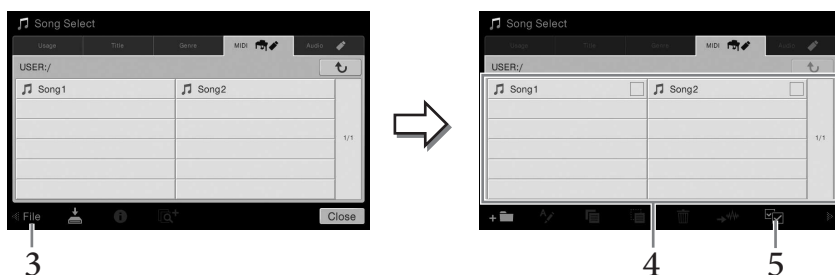 Song Select
Usage Title Genre MIDI Audio
USER:/
Song1 Song2
1/1
File Close
3
Song Select
Usage Title Genre MIDI Audio
USER:/
Song1 Song2
1/1
4 5